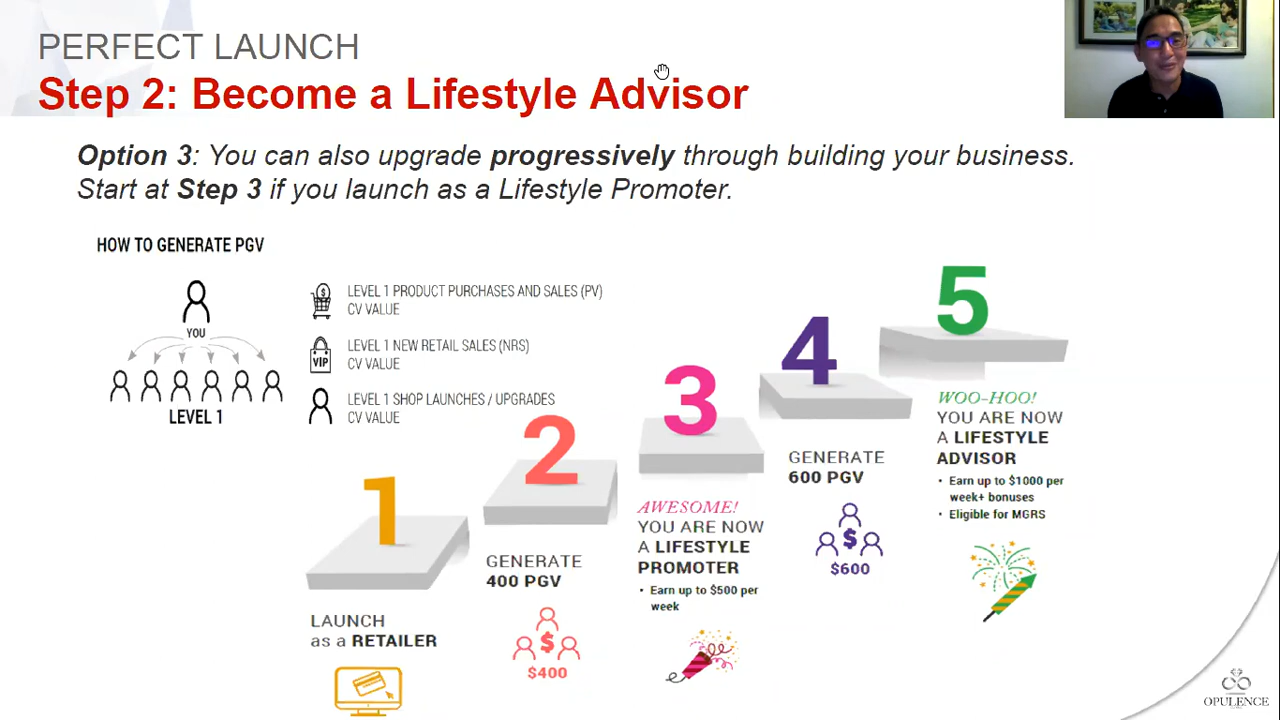 PERFECT LAUNCH
Step 2: Become a Lifestyle Advisor
Option 3: You can also upgrade progressively through building your business.
Start at Step 3 if you launch as a Lifestyle Promoter.
HOW TO GENERATE PGV
YOU
LEVEL 1
LEVEL 1 PRODUCT PURCHASES AND SALES (PV)
CV VALUE
VIP
LEVEL 1 NEW RETAIL SALES (NRS)
CV VALUE
LEVEL 1 SHOP LAUNCHES / UPGRADES
CV VALUE
1
LAUNCH
as a RETAILER
2
GENERATE
400 PGV
$
$400
3
AWESOME!
YOU ARE NOW
A LIFESTYLE
PROMOTER
• Earn up to $500 per
week
4
GENERATE
600 PGV
$
$600
5
WOO-HOO!
YOU ARE NOW
A LIFESTYLE
ADVISOR
• Earn up to $1000 per
week+ bonuses
• Eligible for MGRS
OPULENCE